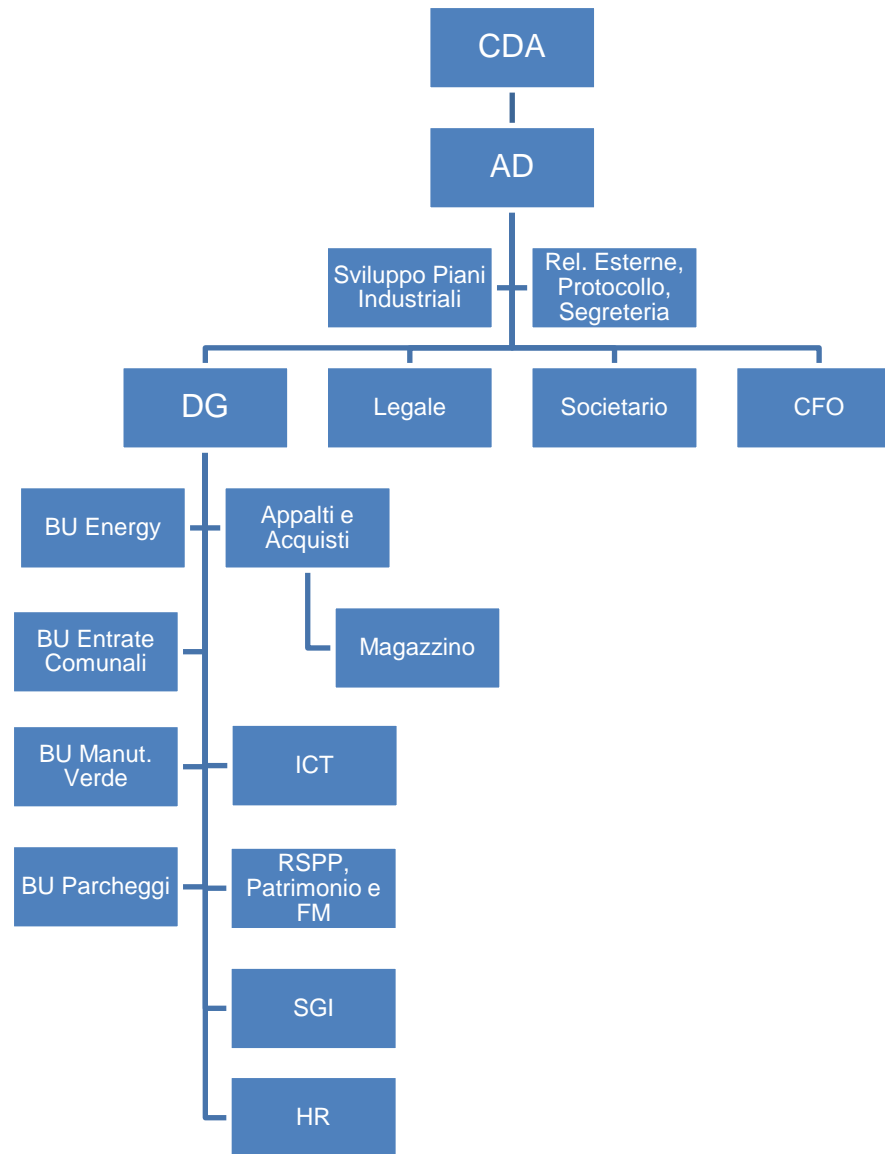 CDA
AD
Sviluppo Piani
Industriali
Rel. Esterne,
Protocollo,
Segreteria
DG
Legale
Societario
CFO
BU Energy
Appalti e
Acquisti
BU Entrate
Comunali
Magazzino
BU Manut.
Verde
ICT
BU Parcheggi
RSPP,
Patrimonio e
FM
SGI
HR